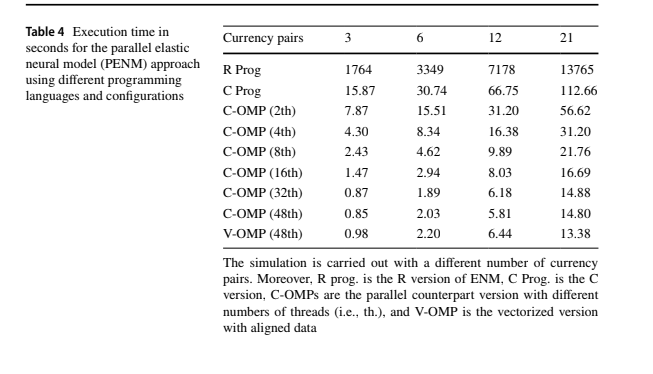 Table 4 Execution time in
seconds for the parallel elastic
neural model (PENM) approach
using different programming
languages and configurations
Currency pairs 3 6 12 21
R Prog 1764 3349 7178 13765
C Prog 15.87 30.74 66.75 112.66
C-OMP (2th) 7.87 15.51 31.20 56.62
C-OMP (4th) 4.30 8.34 16.38 31.20
C-OMP (8th) 2.43 4.62 9.89 21.76
C-OMP (16th) 1.47 2.94 8.03 16.69
C-OMP (32th) 0.87 1.89 6.18 14.88
C-OMP (48th) 0.85 2.03 5.81 14.80
V-OMP (48th) 0.98 2.20 6.44 13.38
The simulation is carried out with a different number of currency
pairs. Moreover, R prog. is the R version of ENM, C Prog. is the C
version, C-OMPs are the parallel counterpart version with different
numbers of threads (i.e., th.), and V-OMP is the vectorized version
with aligned data